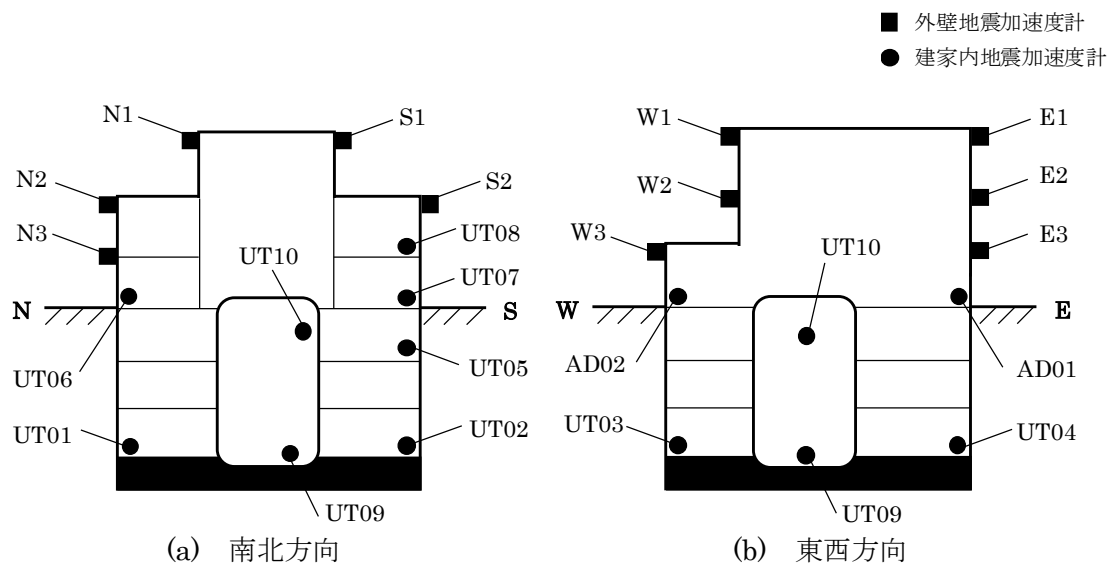 ■ 外壁地震加速度計
● 建家内地震加速度計
N1
S1
N2
S2
N3
UT08
UT10
UT07
N
S
UT06
UT05
UT01
UT02
UT09
(a) 南北方向
W1
E1
W2
E2
W3
E3
UT10
W
E
AD02
AD01
UT03
UT04
UT09
(b) 東西方向